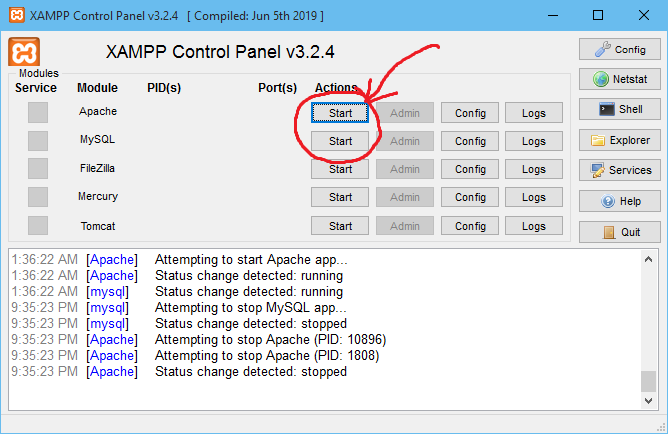 XAMPP Control Panel v3.2.4 [ Compiled: Jun 5th 2019 ]
XAMPP Control Panel v3.2.4
Config
Modules
Service Module PID(s) Port(s) Actions
Netstat
Apache Start Admin Config Logs
Shell
MySQL Start Admin Config Logs
Explorer
FileZilla Start Admin Config Logs
Services
Mercury Start Admin Config Logs
Help
Tomcat Start Admin Config Logs
Quit
1:36:22 AM [Apache] Attempting to start Apache app...
1:36:22 AM [Apache] Status change detected: running
1:36:22 AM [mysql] Status change detected: running
9:35:23 PM [mysql] Attempting to stop MySQL app...
9:35:23 PM [mysql] Status change detected: stopped
9:35:23 PM [Apache] Attempting to stop Apache (PID: 10896)
9:35:23 PM [Apache] Attempting to stop Apache (PID: 1808)
9:35:23 PM [Apache] Status change detected: stopped